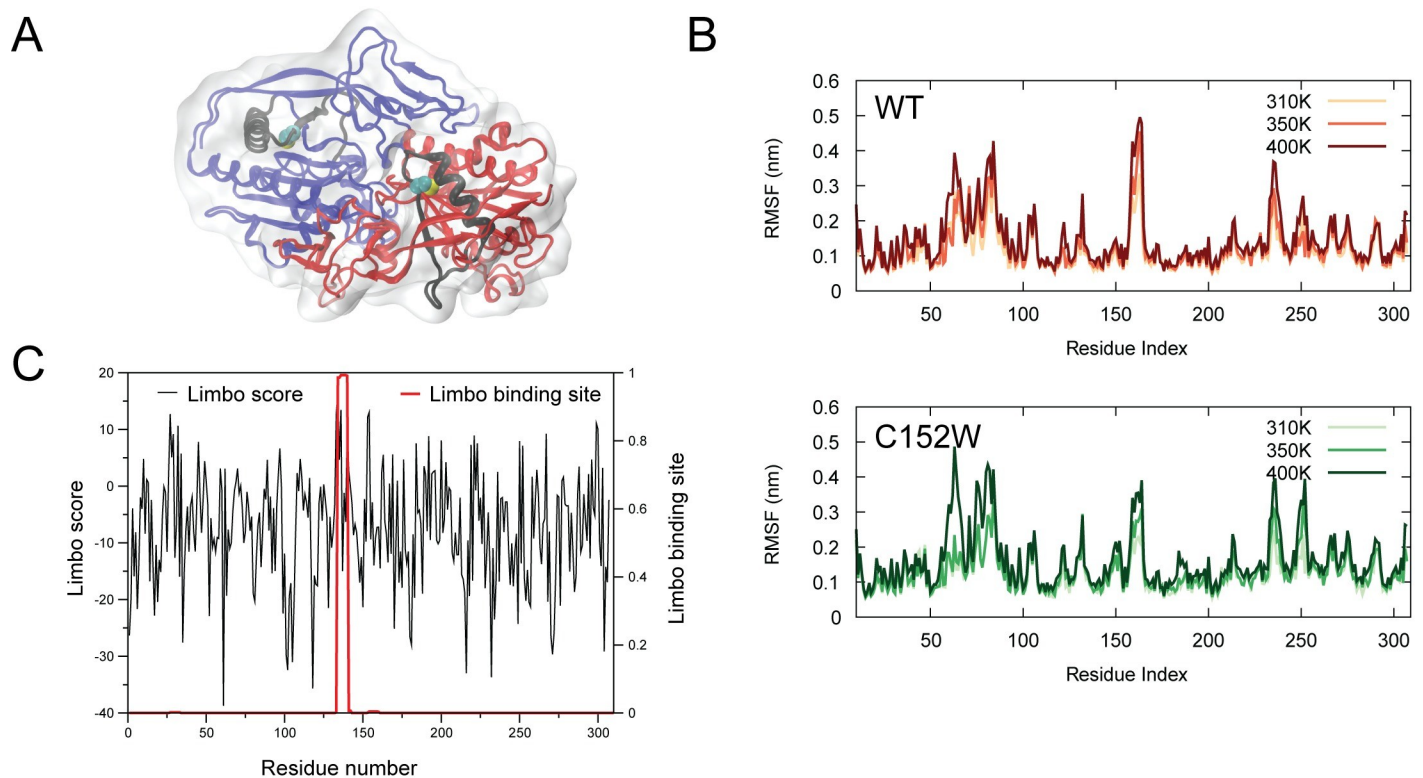 A
B
0.6
0.5
0.4
0.3
0.2
0.1
0
RMSF (nm)
WT
310K
350K
400K
50
100
150
200
250
300
Residue Index
0.6
0.5
0.4
0.3
0.2
0.1
0
RMSF (nm)
C152W
310K
350K
400K
50
100
150
200
250
300
Residue Index
C
20
10
0
-10
-20
-30
-40
Limbo score
Limbo score
Limbo binding site
1
0.8
0.6
0.4
0.2
0
Limbo binding site
0
50
100
150
200
250
300
Residue number